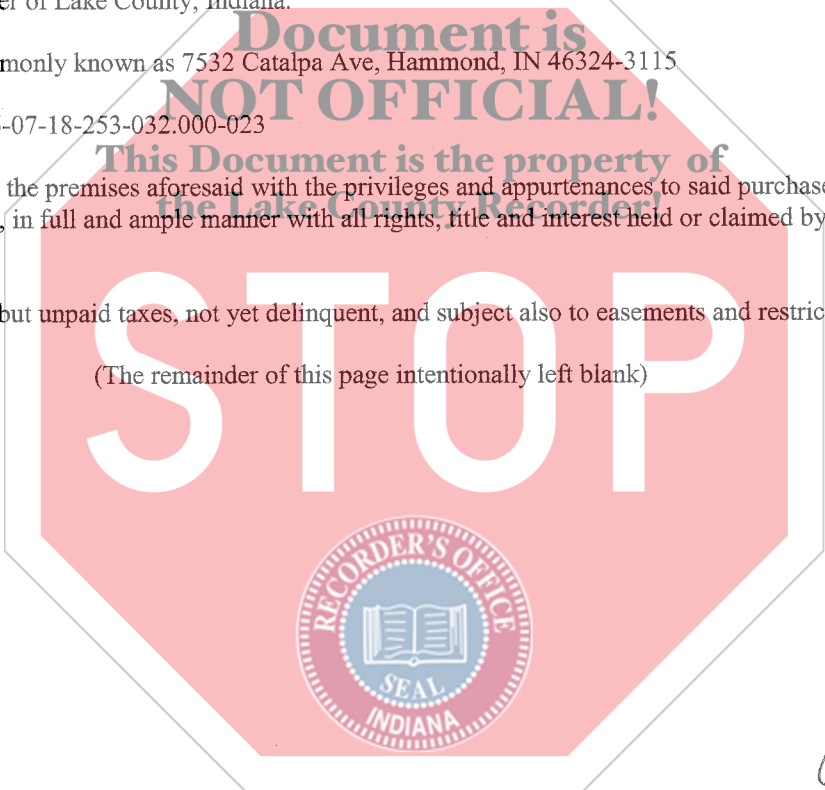 er of Lake County, Indiana.
Document is
monly known as 7532 Catalpa Ave, Hammond, IN 46324-3115
NOT OFFICIAL!
-07-18-253-032.000-023
This Document is the property of
the premises aforesaid with the privileges and appurtenances to said purchase
the Lake County Recorder!
, in full and ample manner with all rights, title and interest held or claimed by
but unpaid taxes, not yet delinquent, and subject also to easements and restric
STOP
(The remainder of this page intentionally left blank)
RECORDER'S OFFICE
SEAL
INDIANA